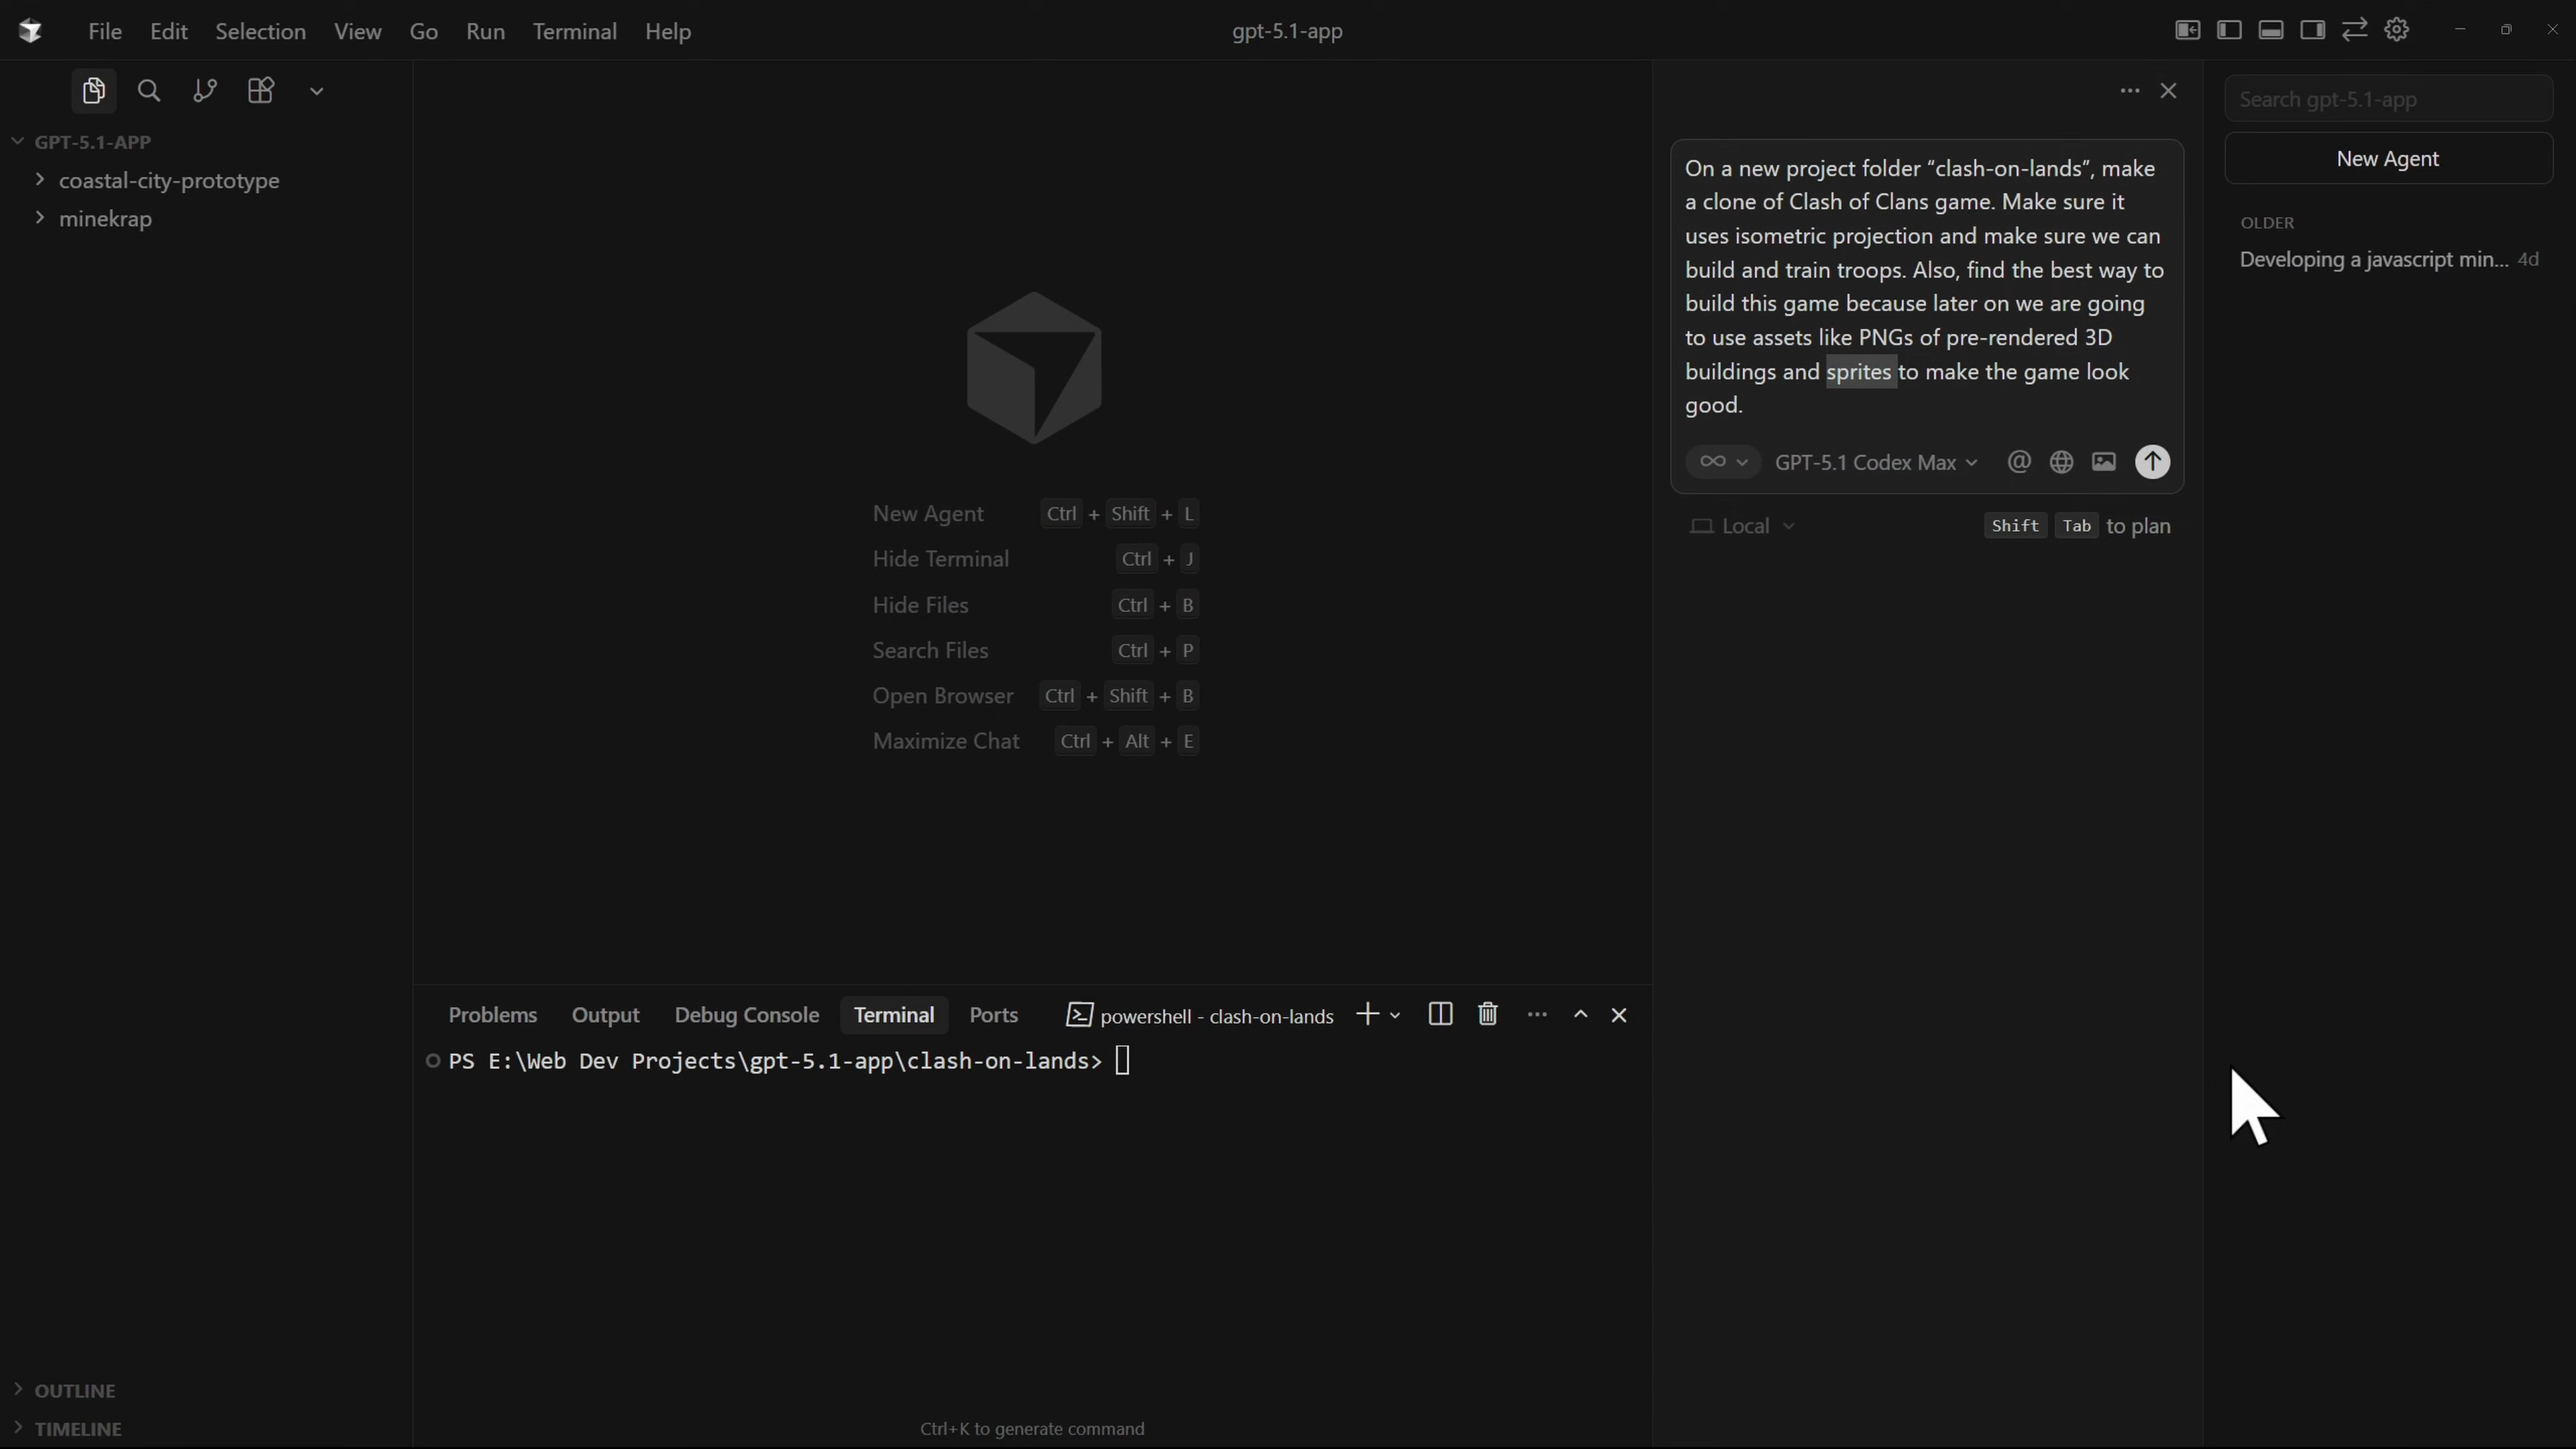 File Edit Selection View Go Run Terminal Help
gpt-5.1-app
GPT-5.1-APP
coastal-city-prototype
minekrap
OUTLINE
TIMELINE
New Agent Ctrl + Shift + L
Hide Terminal Ctrl + J
Hide Files Ctrl + B
Search Files Ctrl + P
Open Browser Ctrl + Shift + B
Maximize Chat Ctrl + Alt + E
Problems Output Debug Console Terminal Ports powershell - clash-on-lands
PS E:\Web Dev Projects\gpt-5.1-app\clash-on-lands>
Ctrl+K to generate command
On a new project folder “clash-on-lands”, make
a clone of Clash of Clans game. Make sure it
uses isometric projection and make sure we can
build and train troops. Also, find the best way to
build this game because later on we are going
to use assets like PNGs of pre-rendered 3D
buildings and sprites to make the game look
good.
GPT-5.1 Codex Max
Local Shift Tab to plan
Search gpt-5.1-app
New Agent
OLDER
Developing a javascript min... 4d